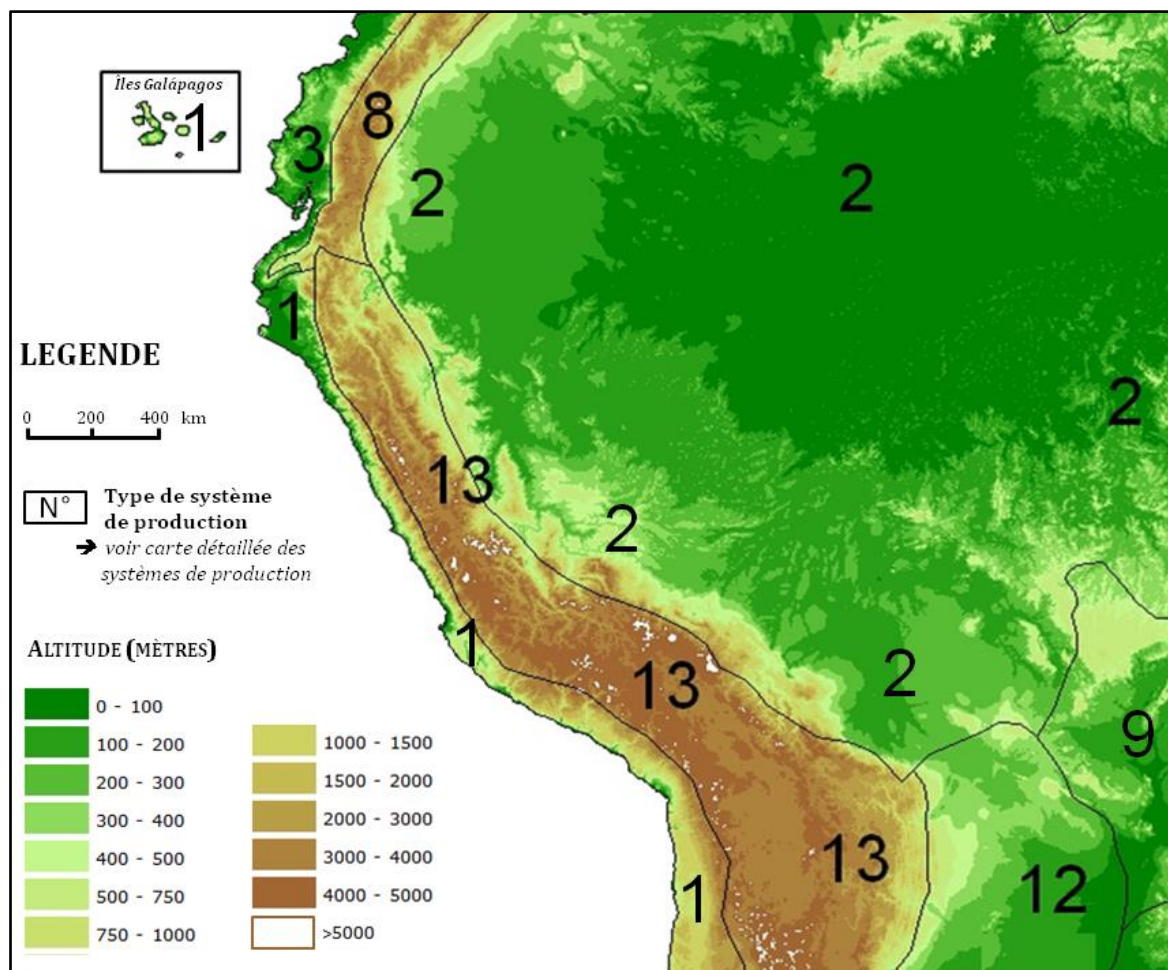 Îles Galápagos
1
8
3
2
2
1
LEGENDE
0 200 400 km
2
13
N° Type de système
de production
➔ voir carte détaillée des
systèmes de production
2
1
ALTITUDE (MÈTRES)
13
2
9
0 - 100
100 - 200
200 - 300
300 - 400
400 - 500
500 - 750
750 - 1000
1000 - 1500
1500 - 2000
2000 - 3000
3000 - 4000
4000 - 5000
>5000
1
13
12